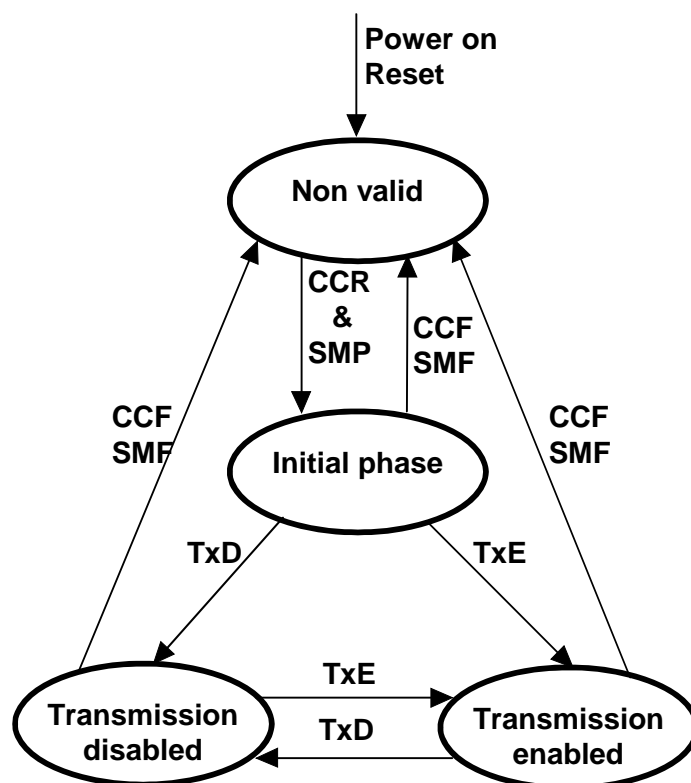 Power on
Reset
Non valid
CCR
&
SMP
CCF
SMF
CCF
SMF
CCF
SMF
Initial phase
TxD
TxE
TxE
Transmission
disabled
TxD
Transmission
enabled